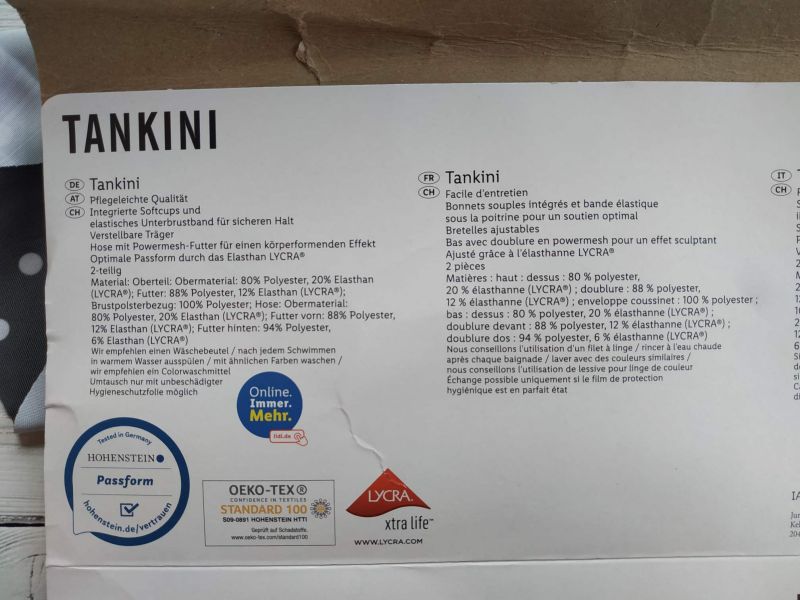 TANKINI
DE Tankini
AT Pflegeleichte Qualität
CH Integrierte Softcups und
elastisches Unterbrustband für sicheren Halt
Verstellbare Träger
Hose mit Powermesh-Futter für einen körperformenden Effekt
Optimale Passform durch das Elasthan LYCRA®
2-teilig
Material: Oberteil: Obermaterial: 80% Polyester, 20% Elasthan
(LYCRA®); Futter: 88% Polyester, 12% Elasthan (LYCRA®);
Brustpolsterbezug: 100% Polyester; Hose: Obermaterial:
80% Polyester, 20% Elasthan (LYCRA®); Futter vorn: 88% Polyester,
12% Elasthan (LYCRA®); Futter hinten: 94% Polyester,
6% Elasthan (LYCRA®)
Wir empfehlen einen Wäschebeutel / nach jedem Schwimmen
in warmem Wasser ausspülen / mit ähnlichen Farben waschen /
wir empfehlen ein Colorwaschmittel
Umtausch nur mit unbeschädigter
Hygieneschutzfolie möglich
Online.
Immer.
Mehr.
lidl.de
Tested in Germany
HOHENSTEIN
Passform
hohenstein.de/vertrauen
OEKO-TEX®
CONFIDENCE IN TEXTILES
STANDARD 100
S09-0891 HOHENSTEIN HTTI
Geprüft auf Schadstoffe.
www.oeko-tex.com/standard100
LYCRA
xtra life™
WWW.LYCRA.COM
FR Tankini
CH Facile d'entretien
Bonnets souples intégrés et bande élastique
sous la poitrine pour un soutien optimal
Bretelles ajustables
Bas avec doublure en powermesh pour un effet sculptant
Ajusté grâce à l'élasthanne LYCRA®
2 pièces
Matières : haut : dessus : 80 % polyester,
20 % élasthanne (LYCRA®) ; doublure : 88 % polyester,
12 % élasthanne (LYCRA®) ; enveloppe coussinet : 100 % polyester ;
bas : dessus : 80 % polyester, 20 % élasthanne (LYCRA®) ;
doublure devant : 88 % polyester, 12 % élasthanne (LYCRA®) ;
doublure dos : 94 % polyester, 6 % élasthanne (LYCRA®)
Nous conseillons l'utilisation d'un filet à linge / rincer à l'eau chaude
après chaque baignade / laver avec des couleurs similaires /
nous conseillons l'utilisation de lessive pour linge de couleur
Échange possible uniquement si le film de protection
hygiénique est en parfait état
IT
CH